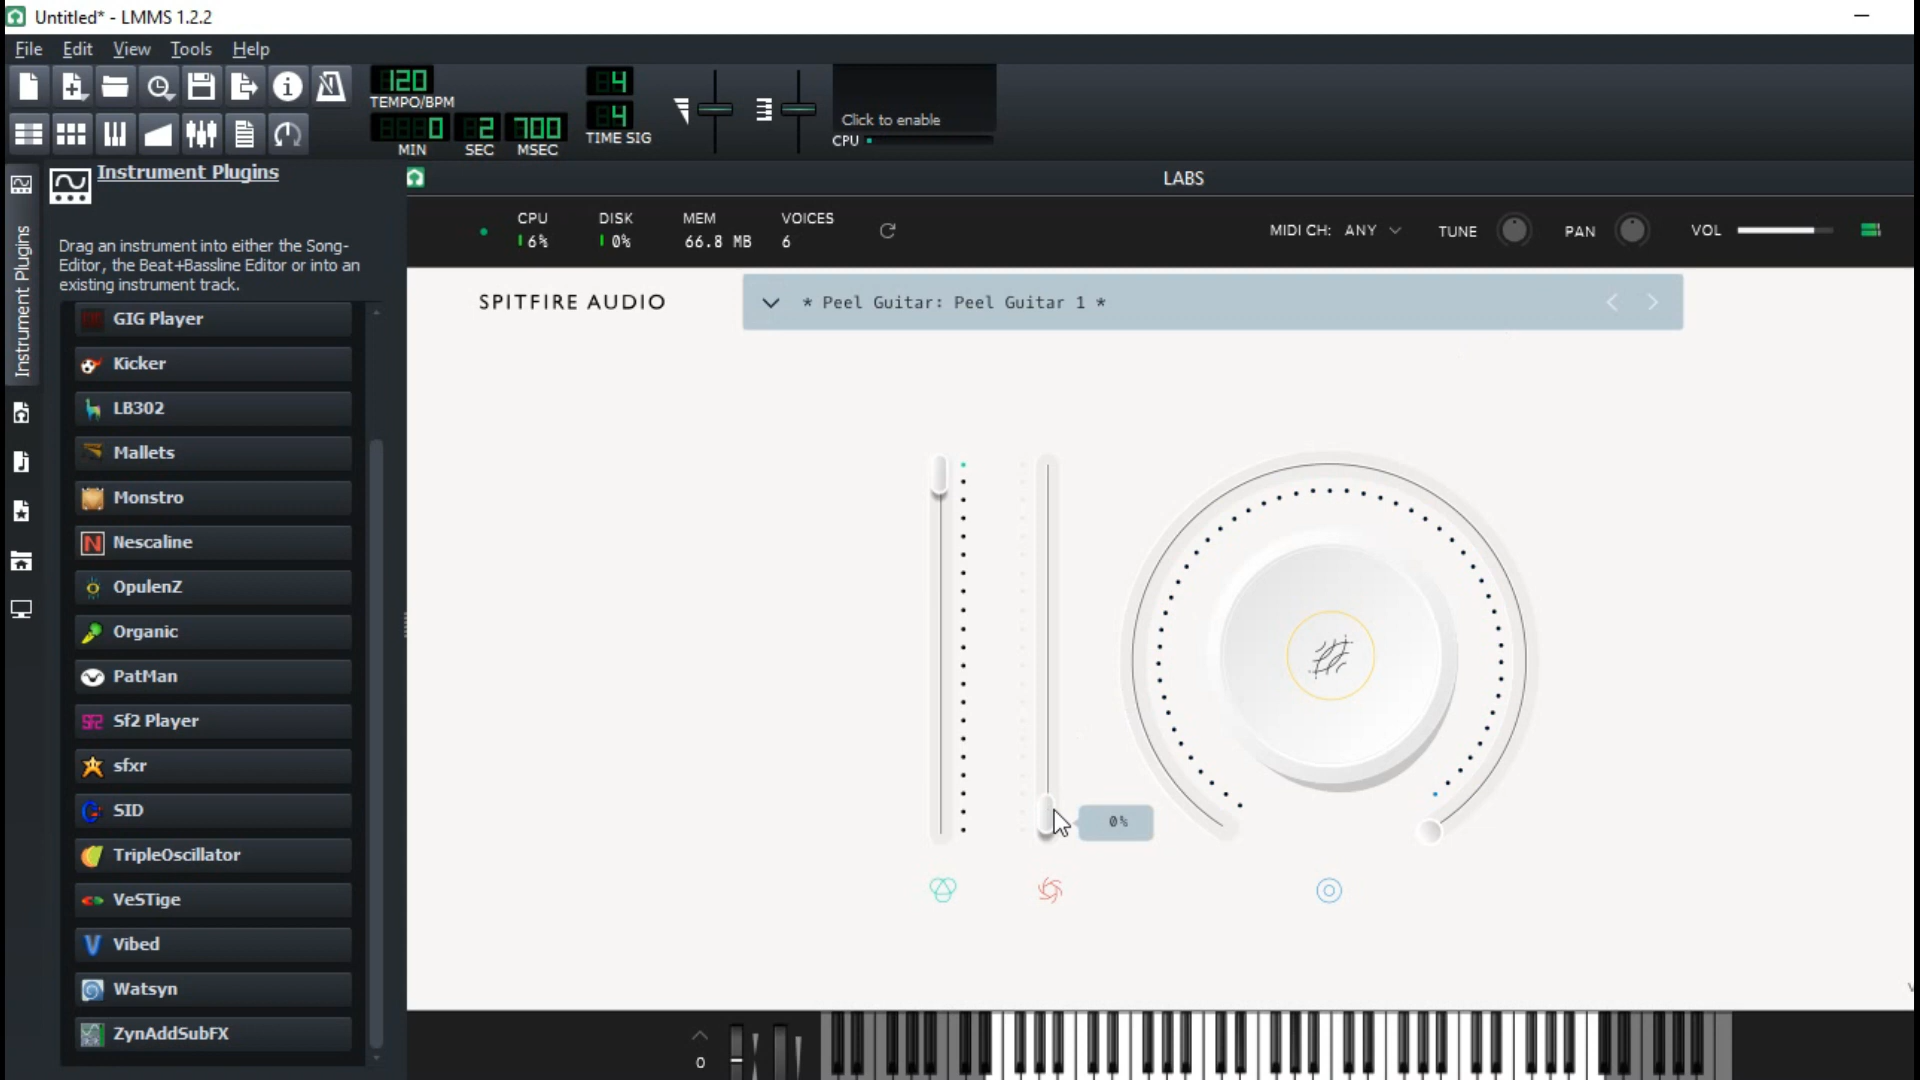 Untitled* - LMMS 1.2.2
File Edit View Tools Help
120
TEMPO/BPM
0 2 700
MIN SEC MSEC
4
4
TIME SIG
Click to enable
CPU
Instrument Plugins
Instrument Plugins
Drag an instrument into either the Song-
Editor, the Beat+Bassline Editor or into an
existing instrument track.
GIG Player
Kicker
LB302
Mallets
Monstro
Nescaline
OpulenZ
Organic
PatMan
Sf2 Player
sfxr
SID
TripleOscillator
VeSTige
Vibed
Watsyn
ZynAddSubFX
LABS
CPU DISK MEM VOICES
6% 0% 66.8 MB 6
MIDI CH: ANY TUNE PAN VOL
SPITFIRE AUDIO
* Peel Guitar: Peel Guitar 1 *
0%
0